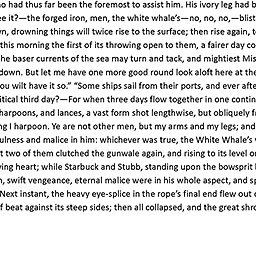 o had thus far been the foremost to assist him. His ivory leg had b
ee it?—the forged iron, men, the white whale's—no, no, no,—blist
n, drowning things will twice rise to the surface; then rise again, t
this morning the first of its throwing open to them, a fairer day co
he baser currents of the sea may turn and tack, and mightiest Mis
down. But let me have one more good round look aloft here at the
ou wilt have it so." "Some ships sail from their ports, and ever afte
itical third day?—For when three days flow together in one contin
harpoons, and lances, a vast form shot lengthwise, but obliquely f
ng I harpoon. Ye are not other men, but my arms and my legs; and
ulness and malice in him: whichever was true, the White Whale's
t two of them clutched the gunwale again, and rising to its level o
ving heart; while Starbuck and Stubb, standing upon the bowsprit
n, swift vengeance, eternal malice were in his whole aspect, and sp
Next instant, the heavy eye-splice in the rope's final end flew out o
f beat against its steep sides; then all collapsed, and the great shro